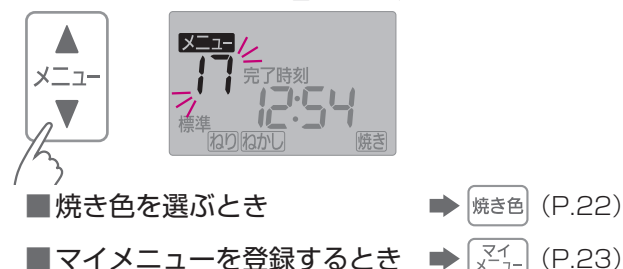 ▲
メニュー
▼
メニュー
17
完了時刻
12:54
標準
ねり ねかし 焼き
■焼き色を選ぶとき ➡ 焼き色 (P.22)
■マイメニューを登録するとき ➡ マイメニュー (P.23)